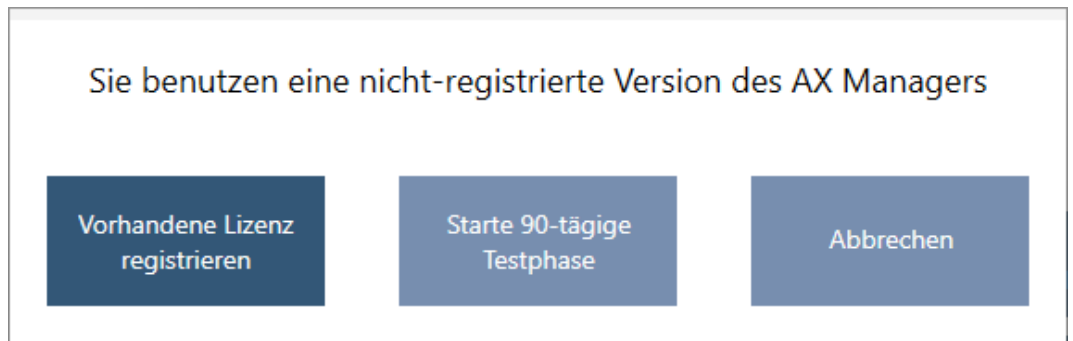 Sie benutzen eine nicht-registrierte Version des AX Managers
Vorhandene Lizenz
registrieren
Starte 90-tägige
Testphase
Abbrechen